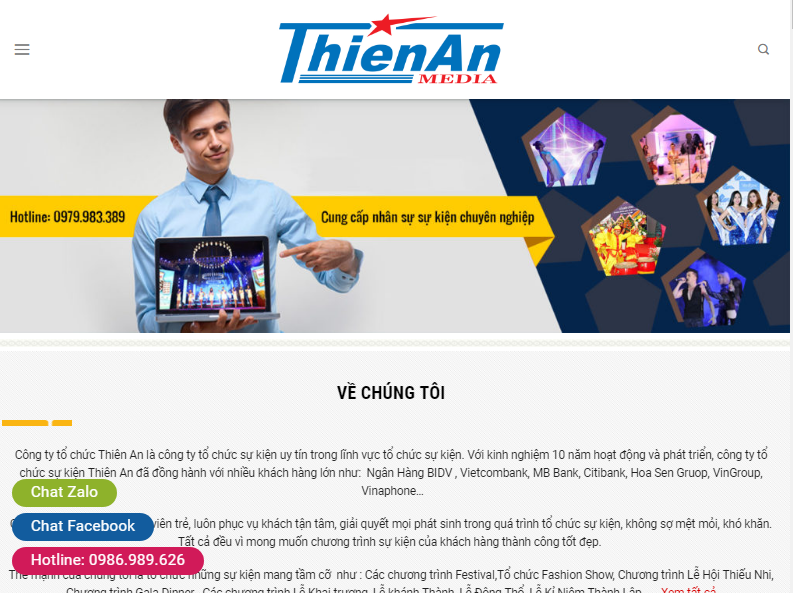 ThienAn
MEDIA
Hotline: 0979.983.389
Cung cấp nhân sự sự kiện chuyên nghiệp
VỀ CHÚNG TÔI
Công ty tổ chức Thiên An là công ty tổ chức sự kiện uy tín trong lĩnh vực tổ chức sự kiện. Với kinh nghiệm 10 năm hoạt động và phát triển, công ty tổ
chức sự kiện Thiên An đã đồng hành với nhiều khách hàng lớn như: Ngân Hàng BIDV , Vietcombank, MB Bank, Citibank, Hoa Sen Gruop, VinGroup,
Vinaphone...
Chat Zalo
viên trẻ, luôn phục vụ khách tận tâm, giải quyết mọi phát sinh trong quá trình tổ chức sự kiện, không sợ mệt mỏi, khó khăn.
Chat Facebook
Tất cả đều vì mong muốn chương trình sự kiện của khách hàng thành công tốt đẹp.
Hotline: 0986.989.626
Thế mạnh của chúng tôi là tổ chức những sự kiện mang tầm cỡ như : Các chương trình Festival,Tổ chức Fashion Show, Chương trình Lễ Hội Thiếu Nhi,
Chương trình Gala Dinner, Các chương trình Lễ Khai trương, Lễ khánh Thành, Lễ Động Thổ, Lễ Kỉ Niệm Thành Lập, ... Xem tất cả